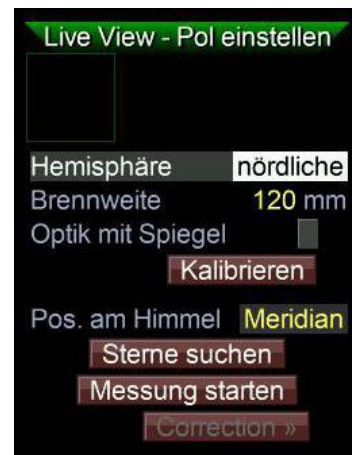 Live View - Pol einstellen
Hemisphäre nördliche
Brennweite 120 mm
Optik mit Spiegel
Kalibrieren
Pos. am Himmel Meridian
Sterne suchen
Messung starten
Correction »